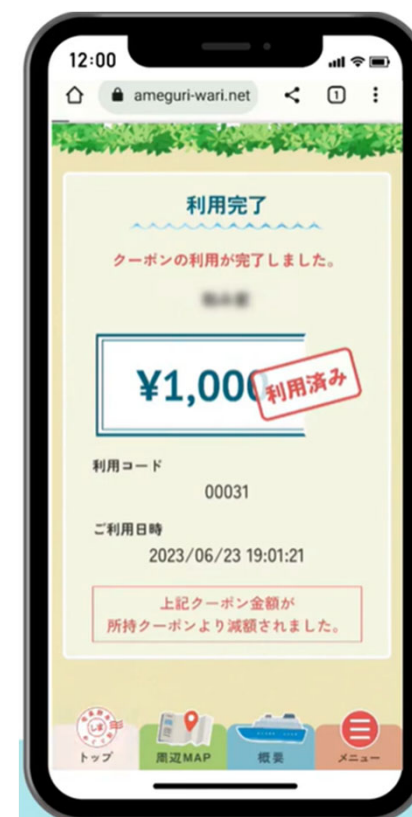 12:00
ameguri-wari.net
1
利用完了
クーポンの利用が完了しました。
¥1,000
利用済み
利用コード
00031
ご利用日時
2023/06/23 19:01:21
上記クーポン金額が
所持クーポンより減額されました。
しま
トップ
周辺MAP
概要
メニュー